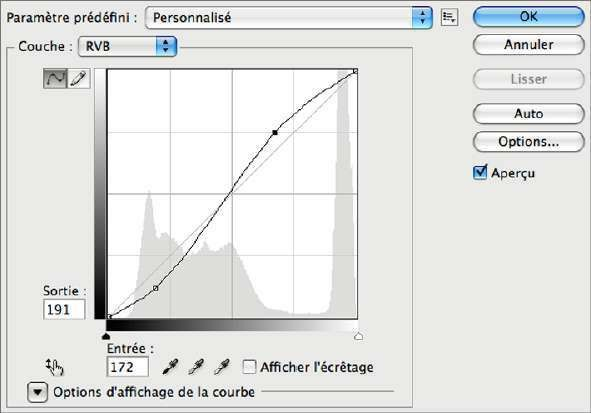 Paramètre prédéfini : Personnalisé
OK
Couche : RVB
Annuler
Lisser
Auto
Options...
Aperçu
Sortie :
191
Entrée :
172
Afficher l'écrêtage
Options d'affichage de la courbe